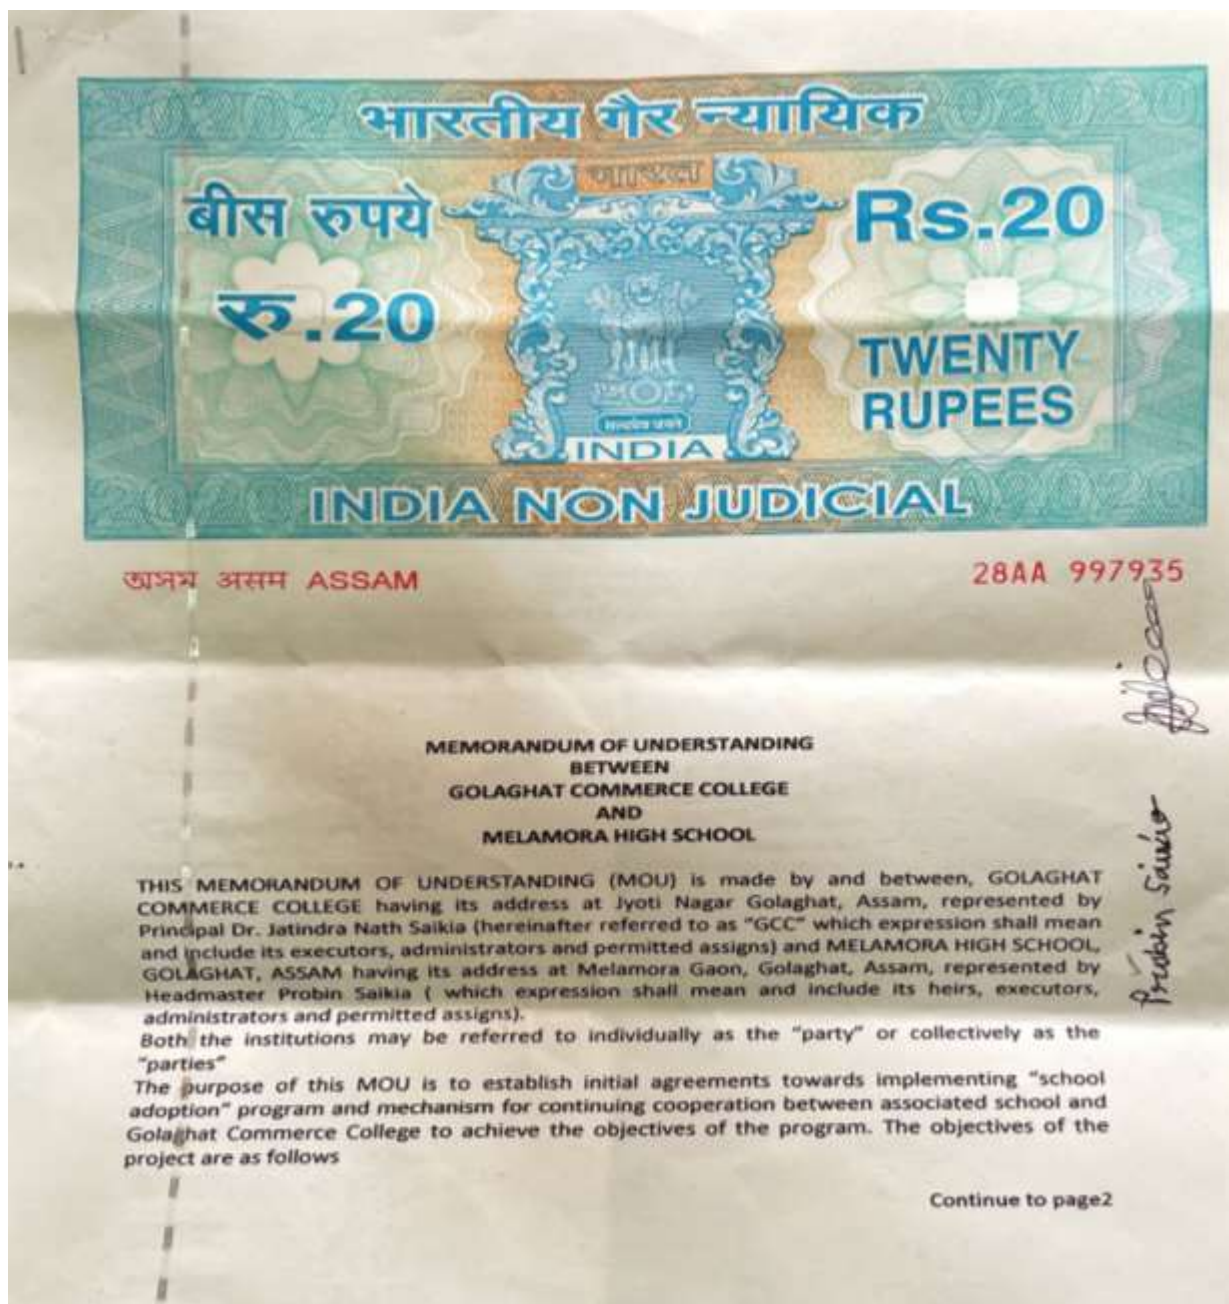 भारतीय गैर न्यायिक
भारत
बीस रुपये
रु.20
Rs.20
TWENTY
RUPEES
सत्यमेव जयते
INDIA
INDIA NON JUDICIAL
অসম असम ASSAM
28AA 997935
MEMORANDUM OF UNDERSTANDING
BETWEEN
GOLAGHAT COMMERCE COLLEGE
AND
MELAMORA HIGH SCHOOL
THIS MEMORANDUM OF UNDERSTANDING (MOU) is made by and between, GOLAGHAT
COMMERCE COLLEGE having its address at Jyoti Nagar Golaghat, Assam, represented by
Principal Dr. Jatindra Nath Saikia (hereinafter referred to as "GCC" which expression shall mean
and include its executors, administrators and permitted assigns) and MELAMORA HIGH SCHOOL,
GOLAGHAT, ASSAM having its address at Melamora Gaon, Golaghat, Assam, represented by
Headmaster Probin Saikia ( which expression shall mean and include its heirs, executors,
administrators and permitted assigns).
Both the institutions may be referred to individually as the "party" or collectively as the
"parties"
The purpose of this MOU is to establish initial agreements towards implementing "school
adoption" program and mechanism for continuing cooperation between associated school and
Golaghat Commerce College to achieve the objectives of the program. The objectives of the
project are as follows
Continue to page2
Probin Saikia